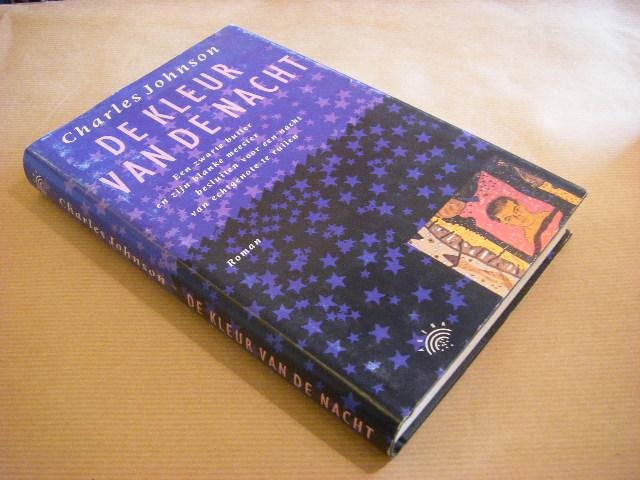 Charles Johnson
DE KLEUR
VAN DE NACHT
Een zwarte butler
en zijn blanke meester
besluiten voor een nacht
van echtgenote te ruilen
Roman
Charles Johnson - DE KLEUR VAN DE NACHT